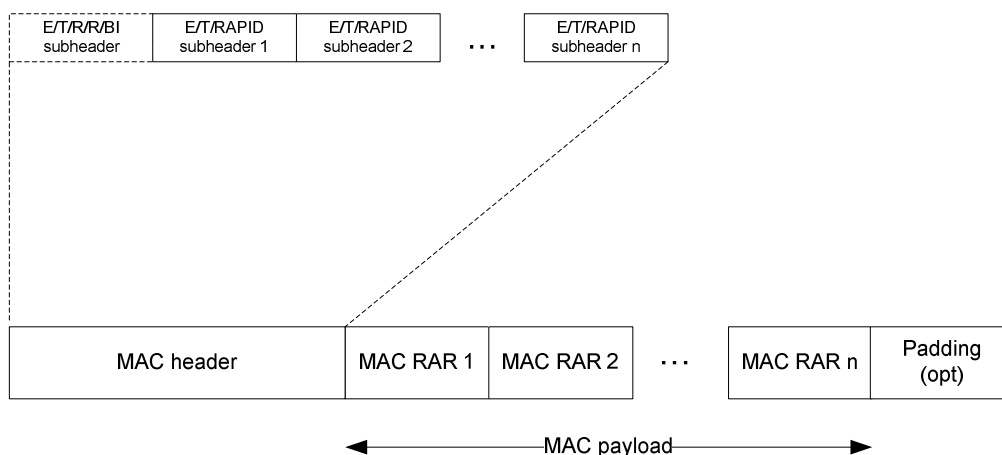 E/T/R/R/BI
subheader
E/T/RAPID
subheader 1
E/T/RAPID
subheader 2
...
E/T/RAPID
subheader n
MAC header
MAC RAR 1
MAC RAR 2
...
MAC RAR n
Padding
(opt)
MAC payload